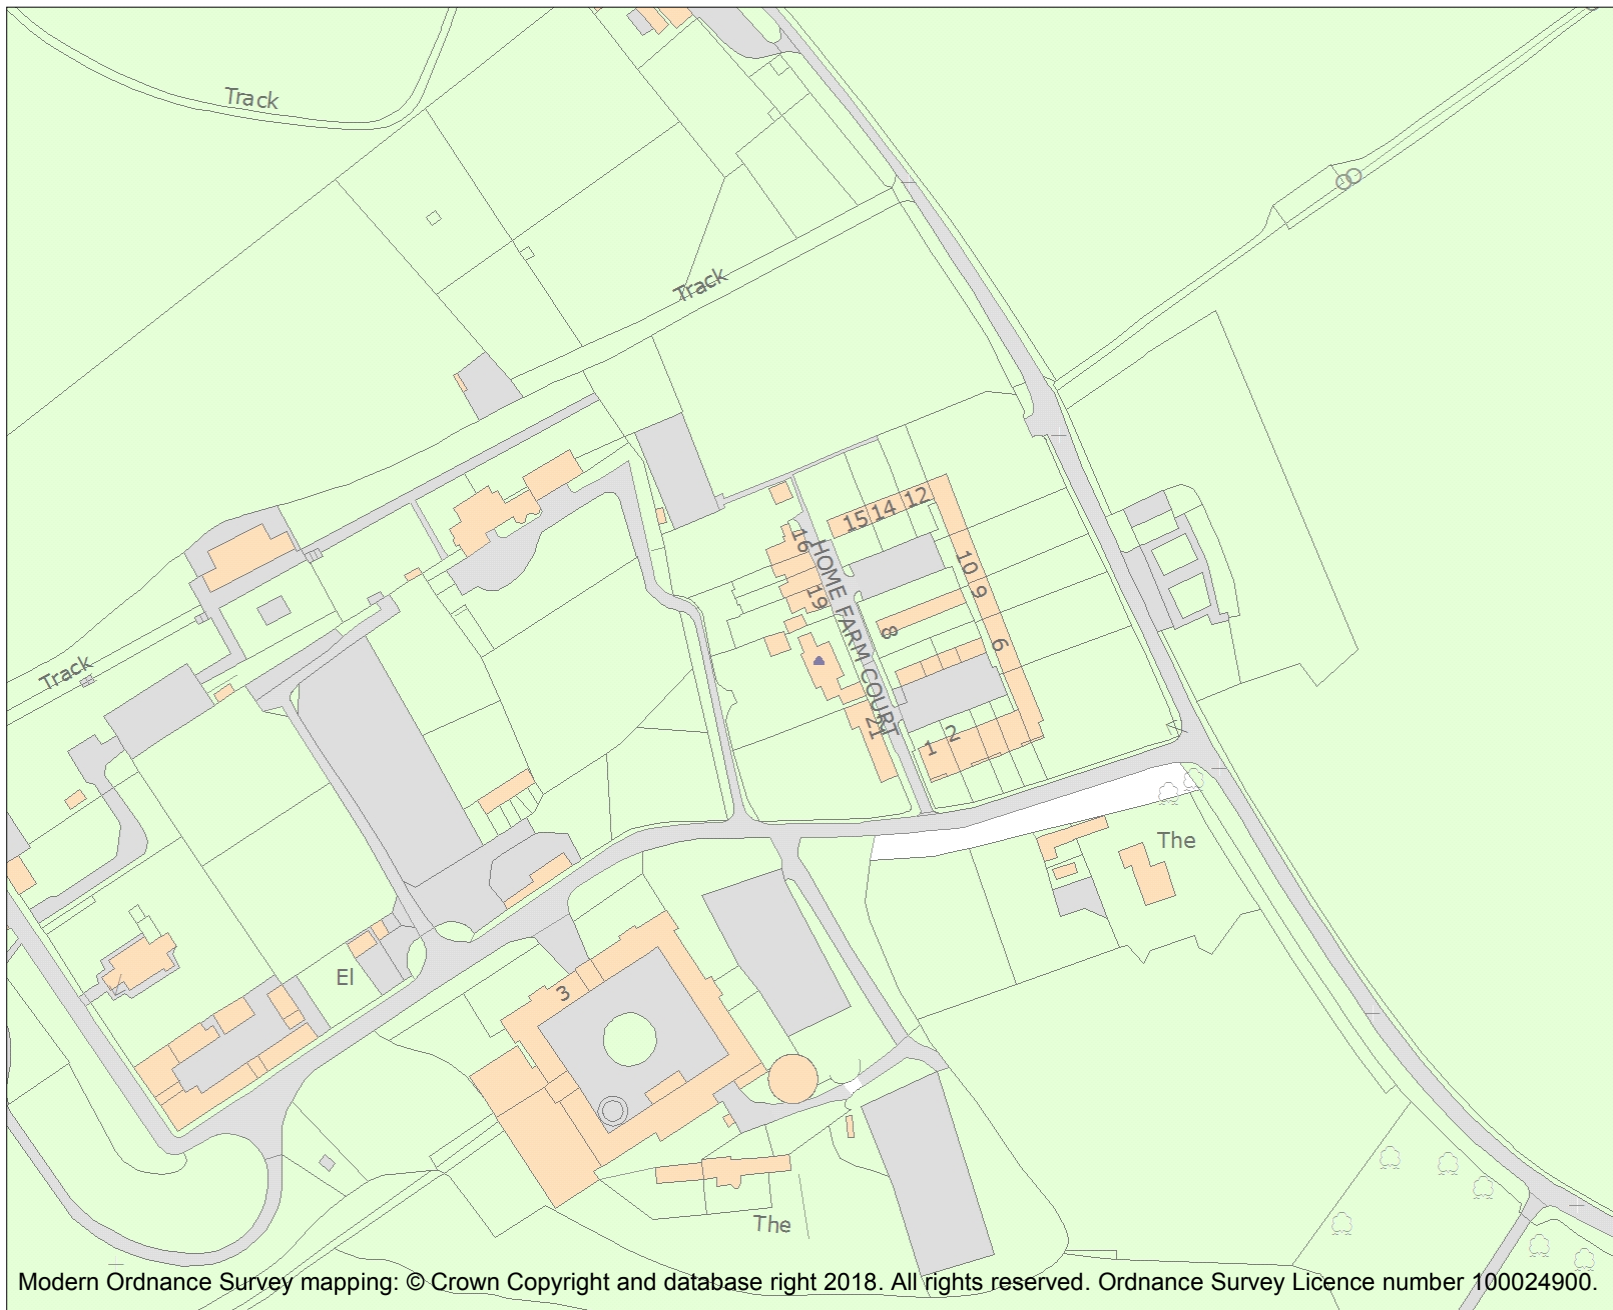 Track
Track
15 14 12
16
HOME FARM COURT
10 9
19
8
6
Track
21
1 2
The
El
3
The
Modern Ordnance Survey mapping: © Crown Copyright and database right 2018. All rights reserved. Ordnance Survey Licence number 100024900.